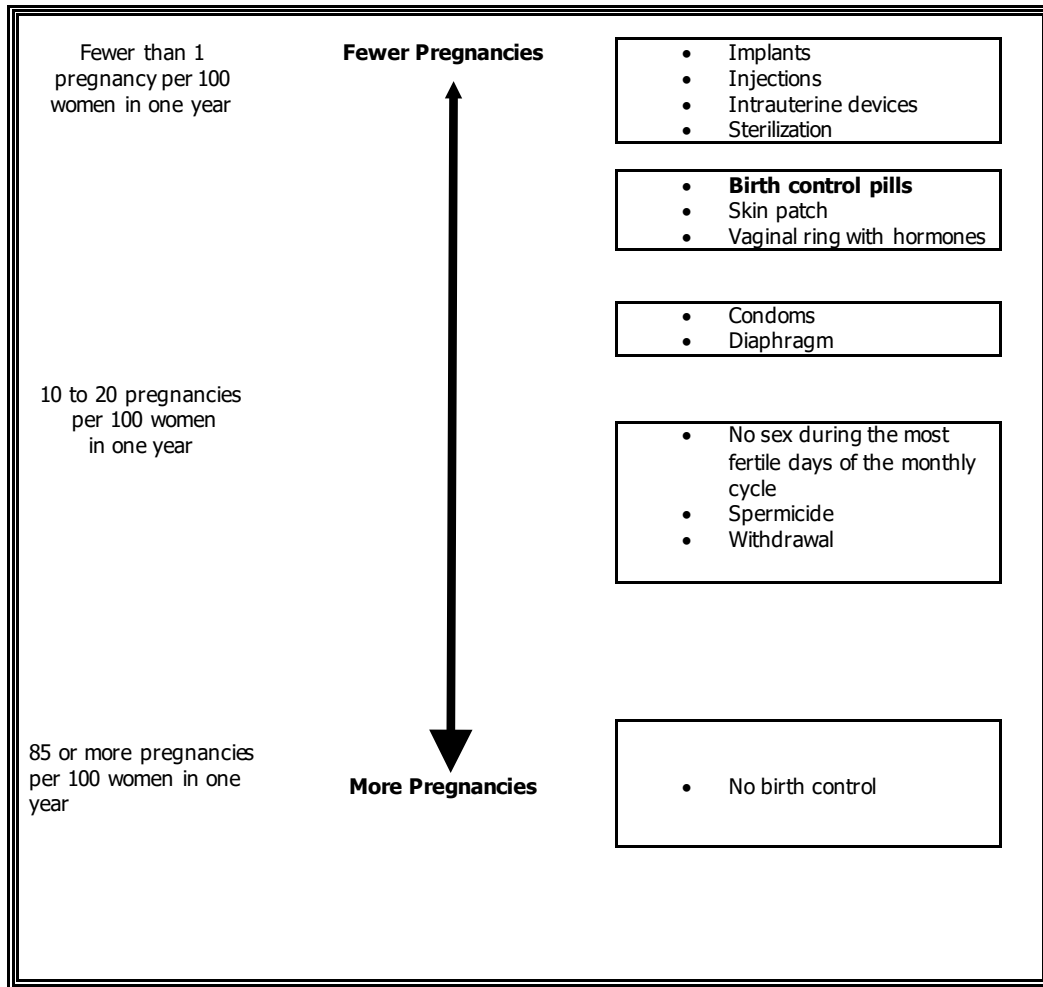 Fewer than 1
pregnancy per 100
women in one year
Fewer Pregnancies
• Implants
• Injections
• Intrauterine devices
• Sterilization
• Birth control pills
• Skin patch
• Vaginal ring with hormones
• Condoms
• Diaphragm
10 to 20 pregnancies
per 100 women
in one year
• No sex during the most
fertile days of the monthly
cycle
• Spermicide
• Withdrawal
85 or more pregnancies
per 100 women in one
year
More Pregnancies
• No birth control